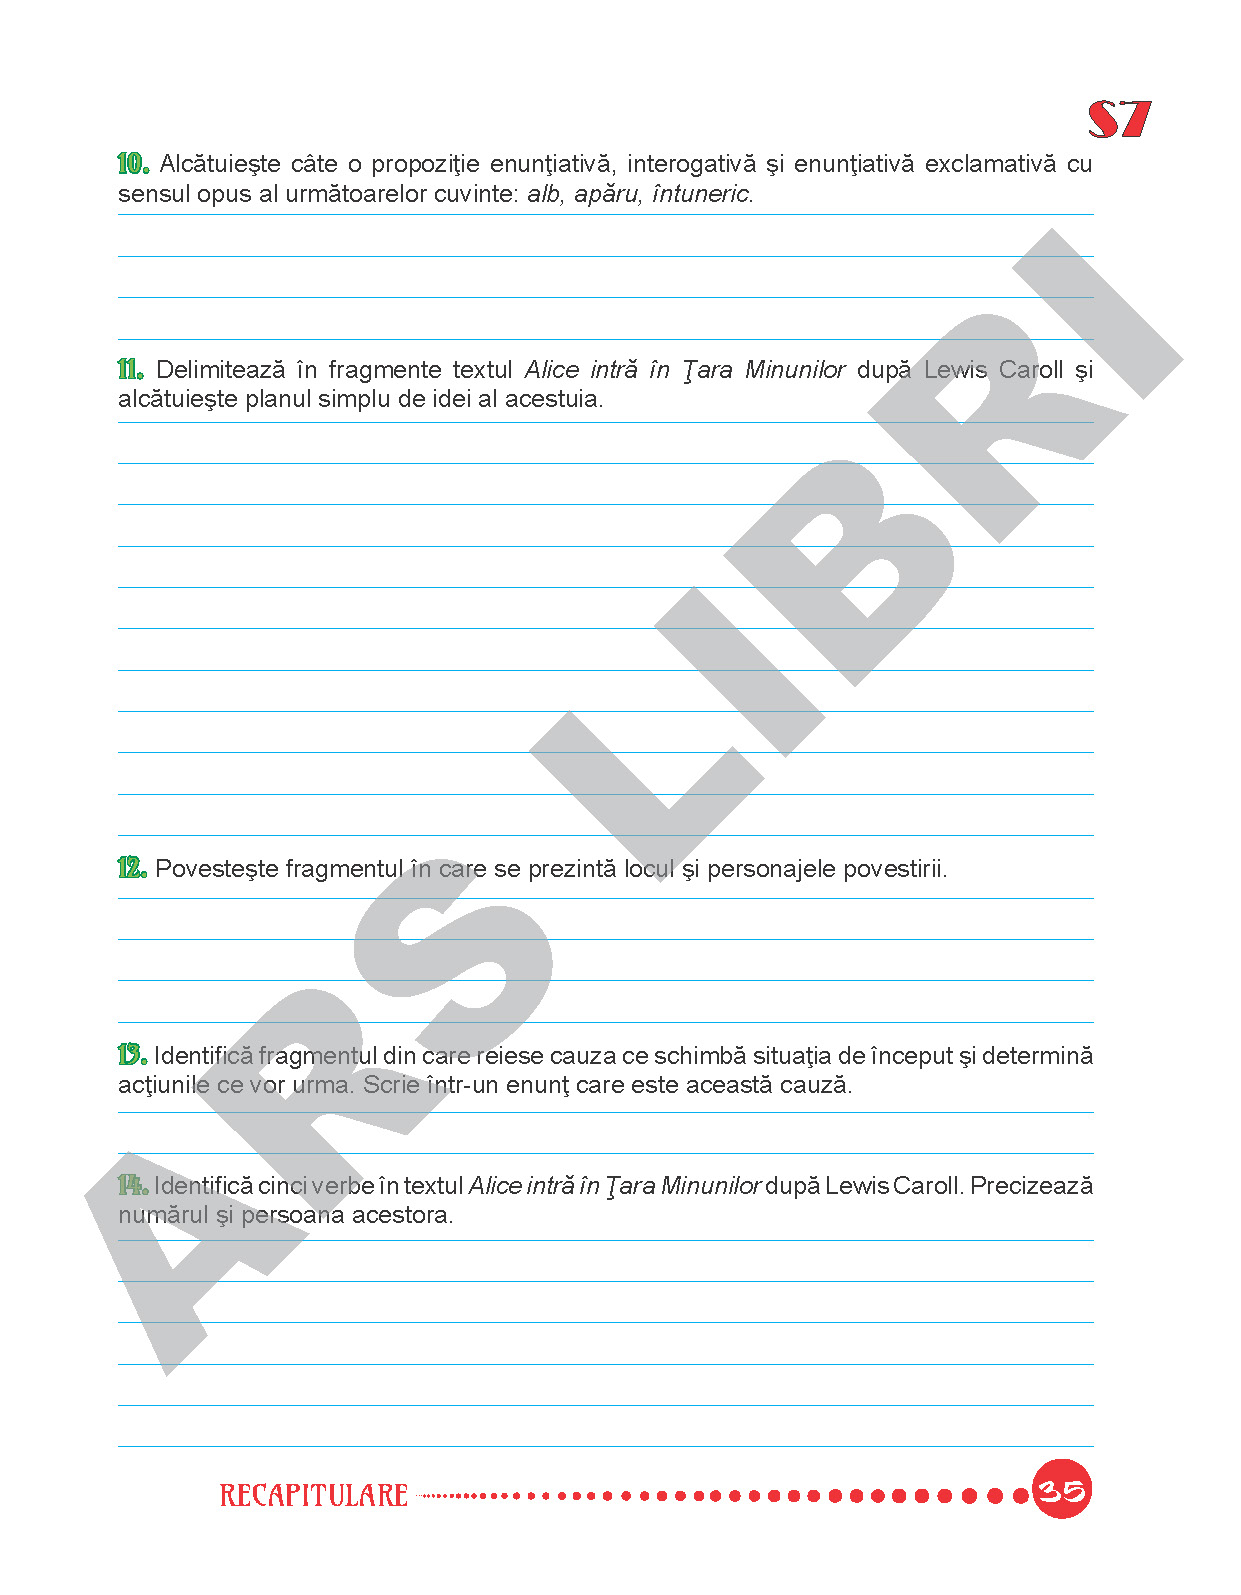 S7
10. Alcătuieşte câte o propoziţie enunţiativă, interogativă şi enunţiativă exclamativă cu
sensul opus al următoarelor cuvinte: alb, apăru, întuneric.
11. Delimitează în fragmente textul Alice intră în Ţara Minunilor după Lewis Caroll şi
alcătuieşte planul simplu de idei al acestuia.
12. Povesteşte fragmentul în care se prezintă locul şi personajele povestirii.
13. Identifică fragmentul din care reiese cauza ce schimbă situaţia de început şi determină
acţiunile ce vor urma. Scrie într-un enunţ care este această cauză.
14. Identifică cinci verbe în textul Alice intră în Ţara Minunilor după Lewis Caroll. Precizează
numărul şi persoana acestora.
ARS LIBRI
RECAPITULARE 35